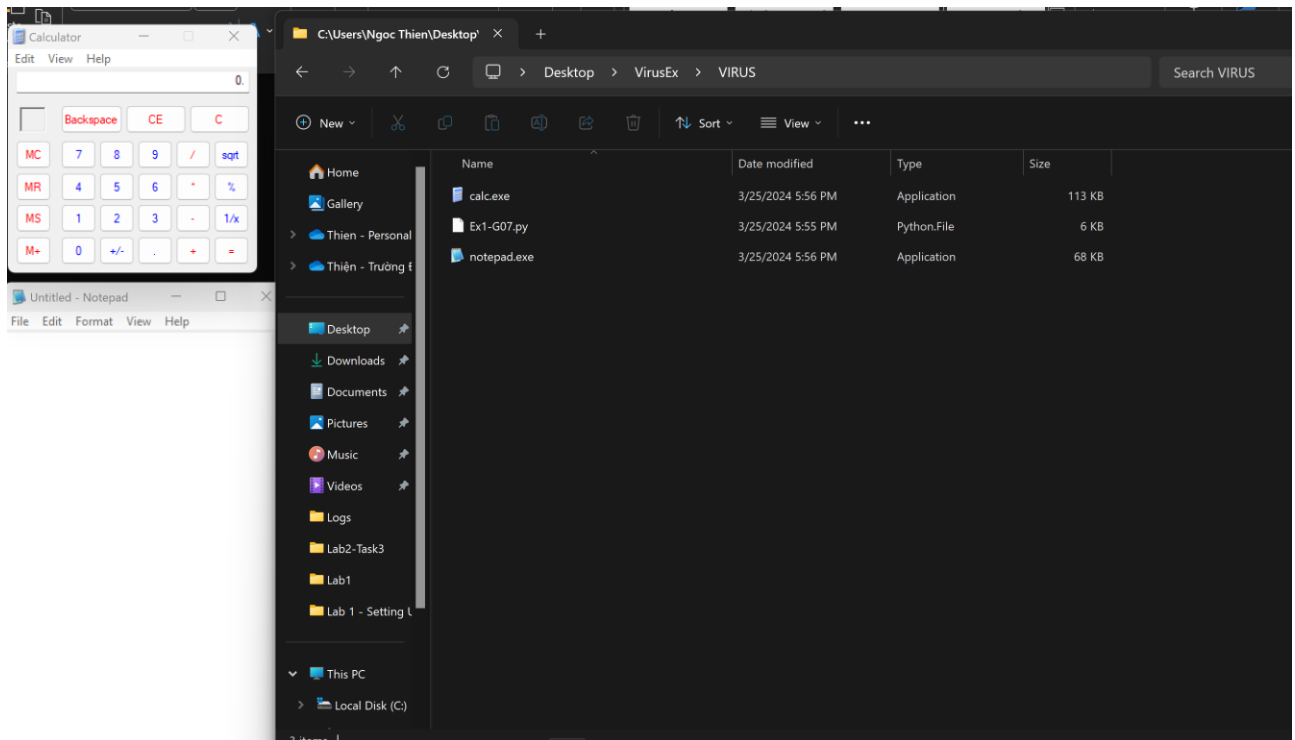 Calculator
Edit View Help
0.
Backspace CE C
MC 7 8 9 / sqrt
MR 4 5 6 * %
MS 1 2 3 - 1/x
M+ 0 +/- . + =
Untitled - Notepad
File Edit Format View Help
C:\Users\Ngoc Thien\Desktop\
Desktop > VirusEx > VIRUS
Search VIRUS
New
Sort
View
Home
Gallery
Thien - Personal
Thiện - Trường Đ
Desktop
Downloads
Documents
Pictures
Music
Videos
Logs
Lab2-Task3
Lab1
Lab 1 - Setting U
This PC
Local Disk (C:)
Name Date modified Type Size
calc.exe 3/25/2024 5:56 PM Application 113 KB
Ex1-G07.py 3/25/2024 5:55 PM Python.File 6 KB
notepad.exe 3/25/2024 5:56 PM Application 68 KB
3 items